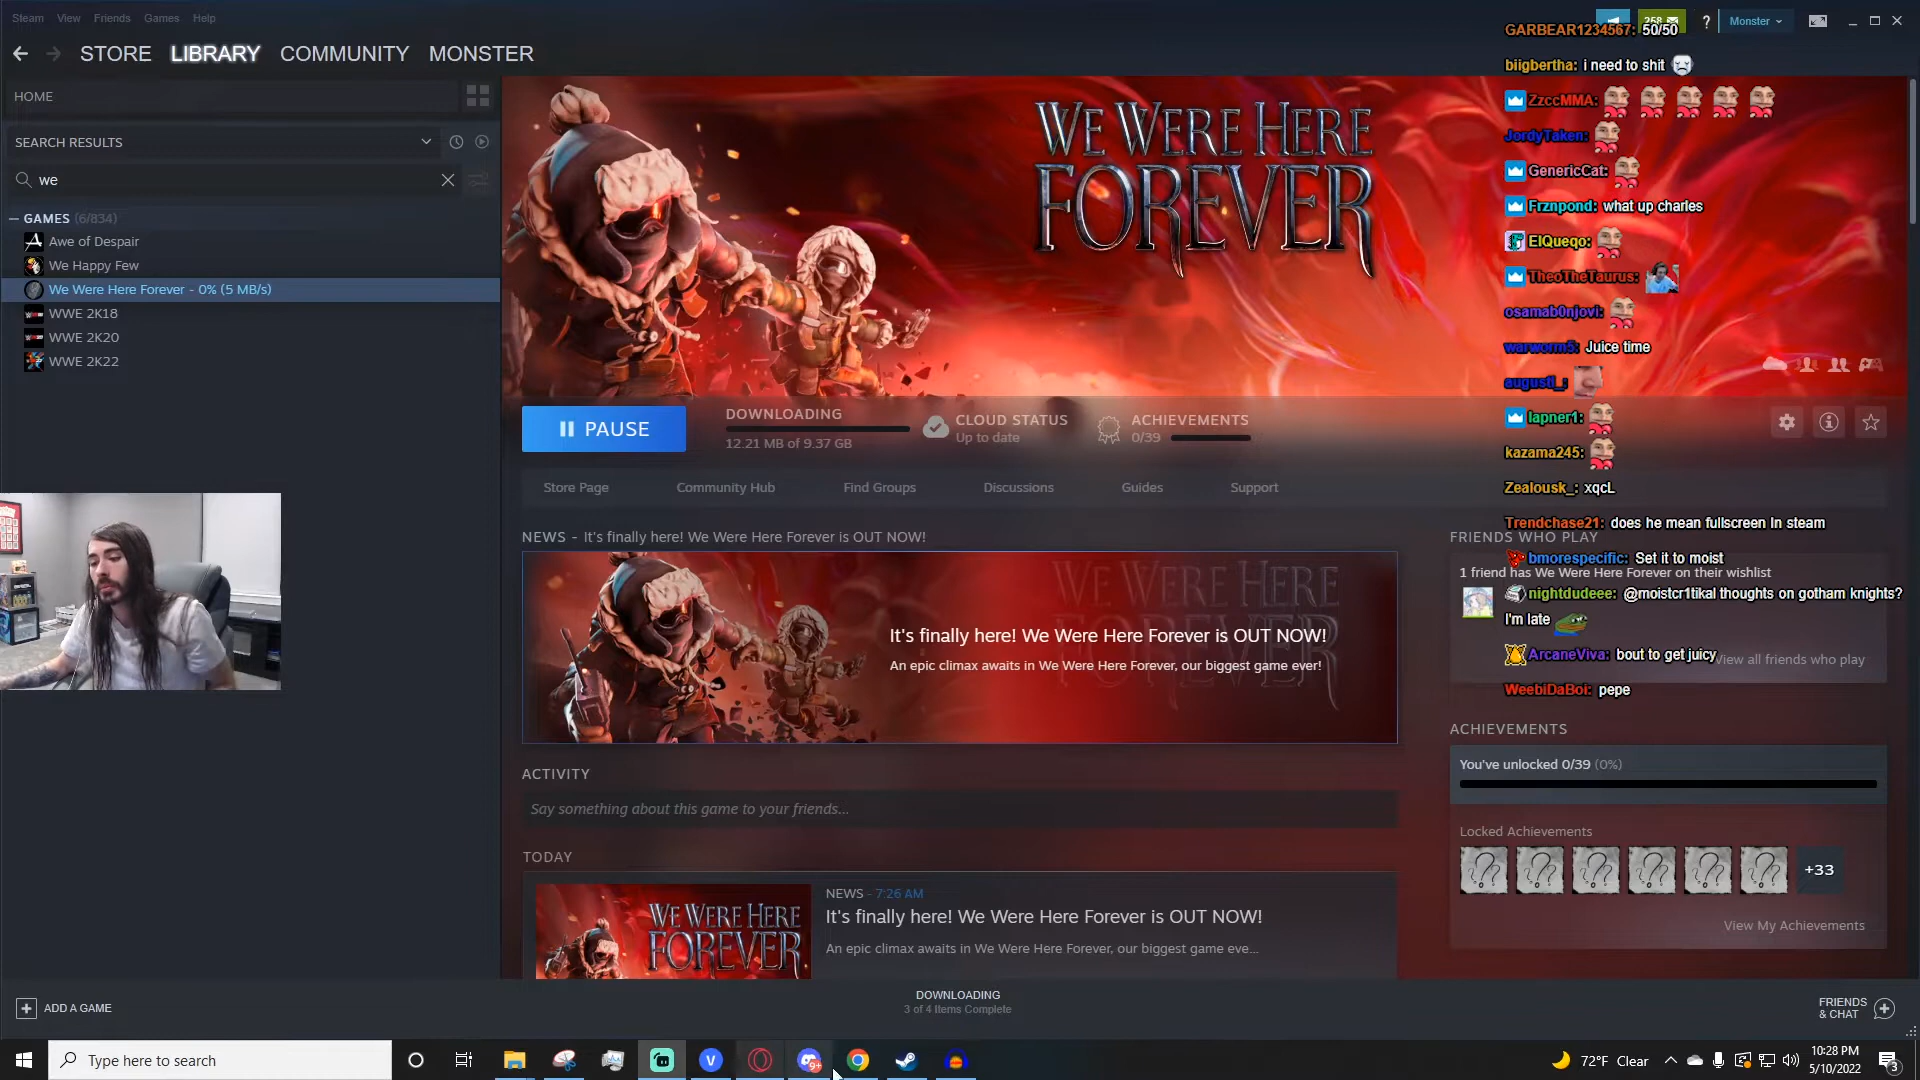 Steam View Friends Games Help
258
?
Monster
STORE LIBRARY COMMUNITY MONSTER
HOME
SEARCH RESULTS
we
GAMES (6/834)
Awe of Despair
We Happy Few
We Were Here Forever - 0% (5 MB/s)
WWE 2K18
WWE 2K20
WWE 2K22
WE WERE HERE
FOREVER
PAUSE
DOWNLOADING
12.21 MB of 9.37 GB
CLOUD STATUS
Up to date
ACHIEVEMENTS
0/39
Store Page Community Hub Find Groups Discussions Guides Support
NEWS - It's finally here! We Were Here Forever is OUT NOW!
WE WERE HERE
FOREVER
It's finally here! We Were Here Forever is OUT NOW!
An epic climax awaits in We Were Here Forever, our biggest game ever!
ACTIVITY
Say something about this game to your friends...
TODAY
WE WERE HERE
FOREVER
NEWS - 7:26 AM
It's finally here! We Were Here Forever is OUT NOW!
An epic climax awaits in We Were Here Forever, our biggest game eve...
GARBEAR1234567: 50/50
biigbertha: i need to shit
ZzccMMA:
JordyTaken:
GenericCat:
Frznpond: what up charles
ElQueqo:
TheoTheTaurus:
osamab0njovi:
warworm5: Juice time
augusti_:
lapner1:
kazama245:
Zealousk_: xqcL
Trendchase21: does he mean fullscreen In steam
FRIENDS WHO PLAY
bmorespecific: Set it to moist
1 friend has We Were Here Forever on their wishlist
nightdudeee: @moistcr1tikal thoughts on gotham knights?
I'm late
ArcaneViva: bout to get juicy
View all friends who play
WeebiDaBoi: pepe
ACHIEVEMENTS
You've unlocked 0/39 (0%)
Locked Achievements
+33
View My Achievements
ADD A GAME
DOWNLOADING
3 of 4 Items Complete
FRIENDS
& CHAT
Type here to search
V
9+
72°F Clear
10:28 PM
5/10/2022
3